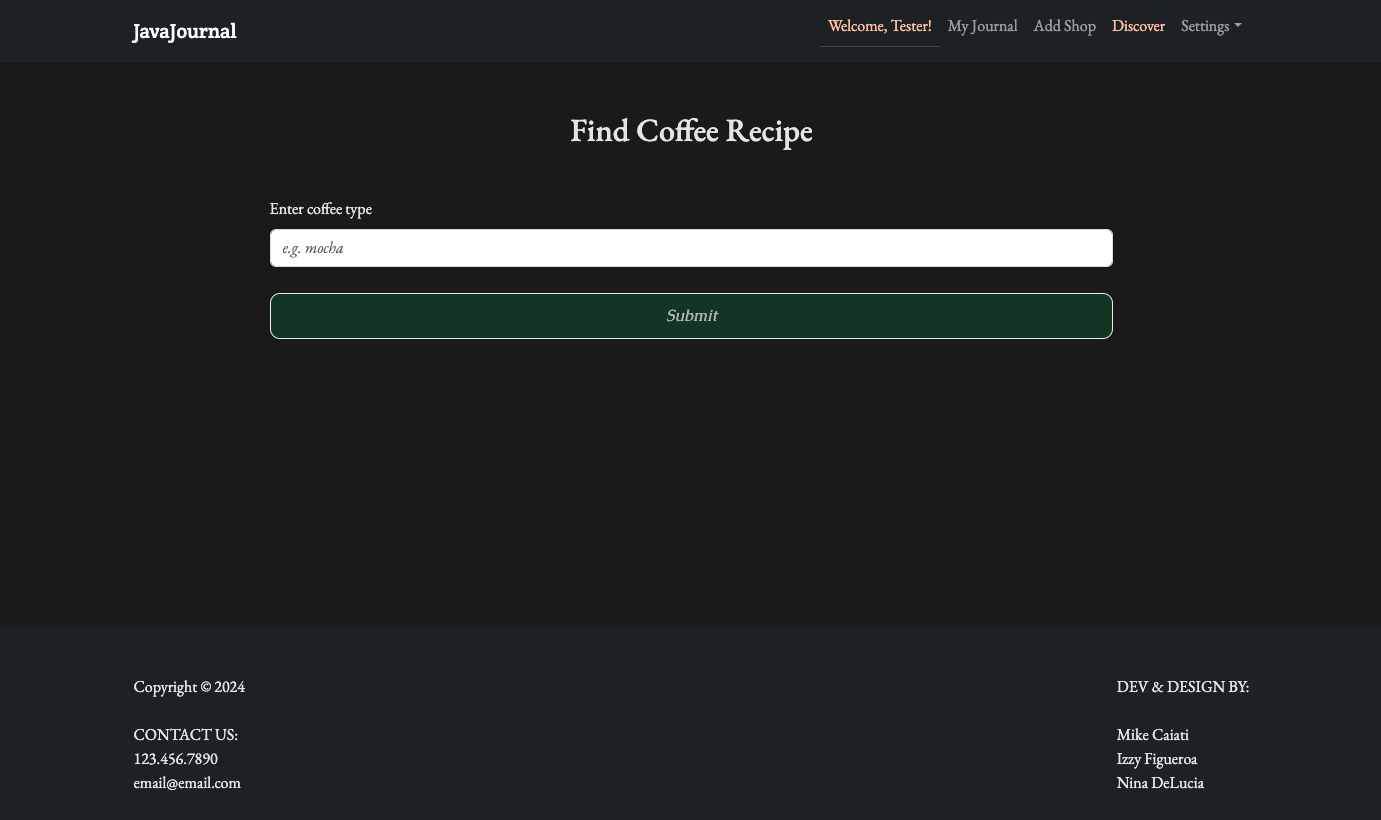 JavaJournal
Welcome, Tester! My Journal Add Shop Discover Settings
Find Coffee Recipe
Enter coffee type
e.g. mocha
Submit
Copyright © 2024
CONTACT US:
123.456.7890
email@email.com
DEV & DESIGN BY:
Mike Caiati
Izzy Figueroa
Nina DeLucia